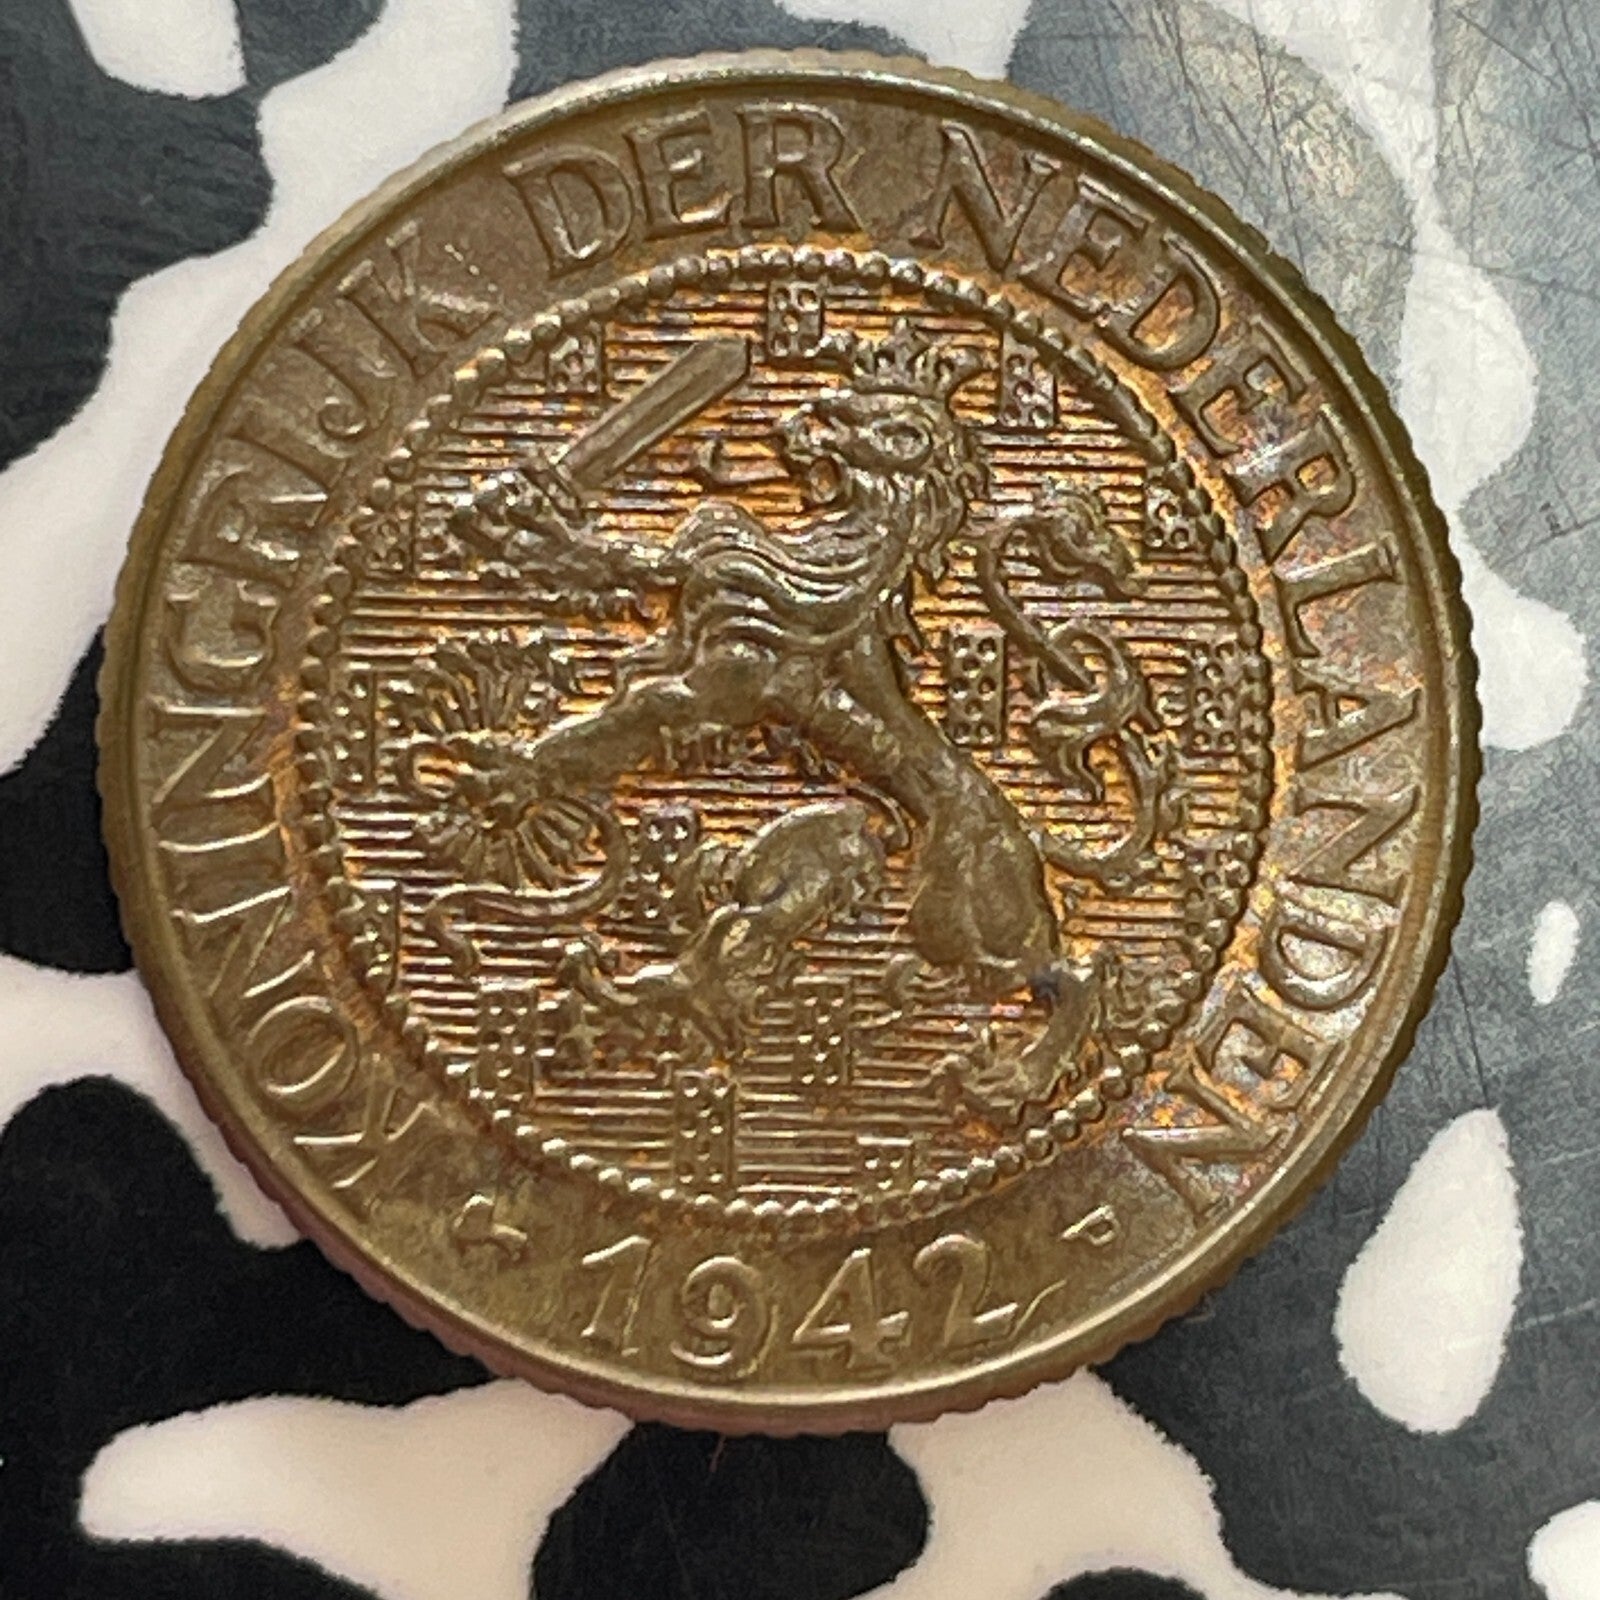 KONINGRIJK DER NEDERLANDEN
1942
P